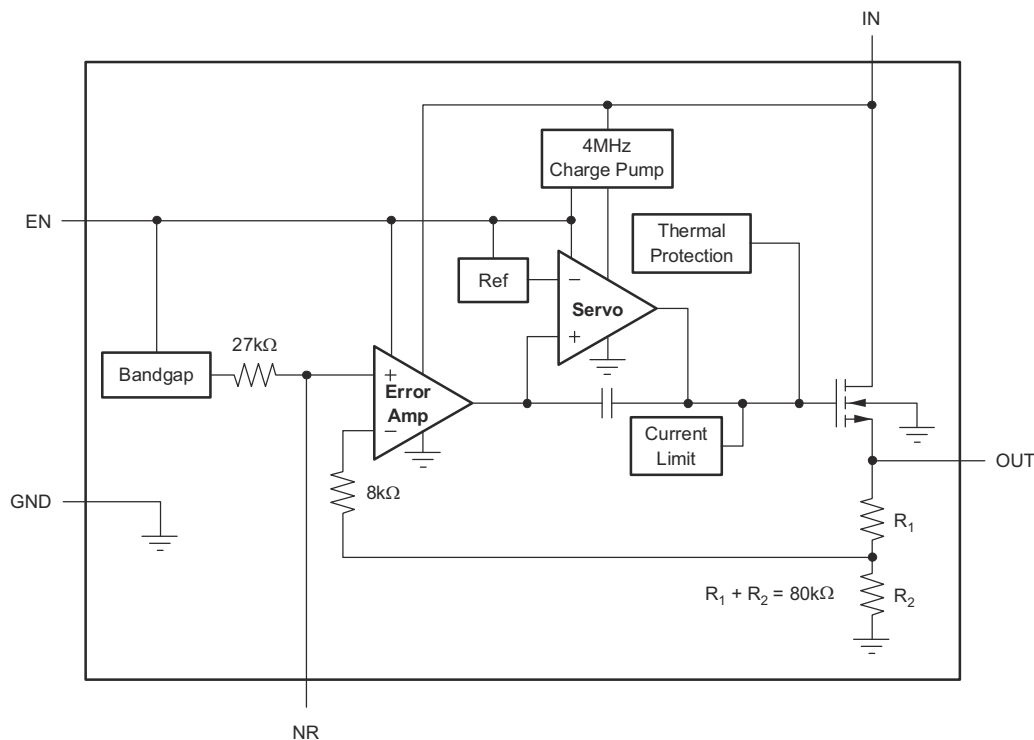 IN
4MHz
Charge Pump
EN
Thermal
Protection
Ref
−
Servo
+
27kΩ
Bandgap
+
Error
Amp
−
Current
Limit
OUT
8kΩ
GND
R1
R1 + R2 = 80kΩ
R2
NR